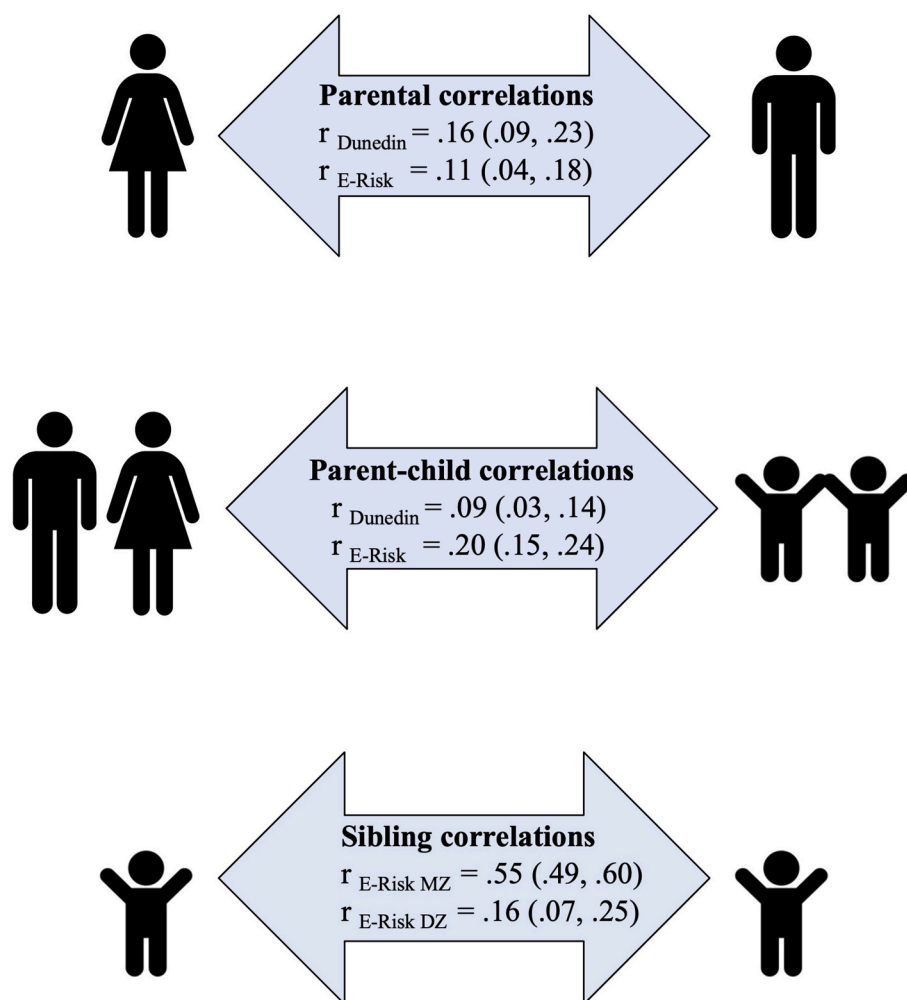 Parental correlations
r Dunedin = .16 (.09, .23)
r E-Risk = .11 (.04, .18)
Parent-child correlations
r Dunedin = .09 (.03, .14)
r E-Risk = .20 (.15, .24)
Sibling correlations
r E-Risk MZ = .55 (.49, .60)
r E-Risk DZ = .16 (.07, .25)